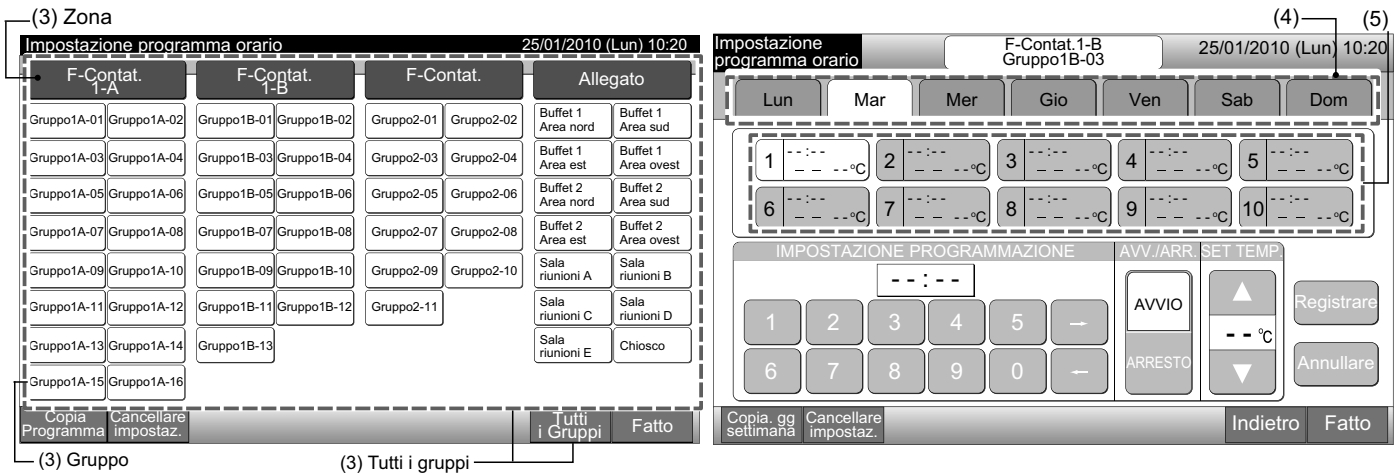 (3) Zona
Impostazione programma orario 25/01/2010 (Lun) 10:20
F-Contat. 1-A F-Contat. 1-B F-Contat. Allegato
Gruppo1A-01 Gruppo1A-02 Gruppo1B-01 Gruppo1B-02 Gruppo2-01 Gruppo2-02 Buffet 1 Area nord Buffet 1 Area sud
Gruppo1A-03 Gruppo1A-04 Gruppo1B-03 Gruppo1B-04 Gruppo2-03 Gruppo2-04 Buffet 1 Area est Buffet 1 Area ovest
Gruppo1A-05 Gruppo1A-06 Gruppo1B-05 Gruppo1B-06 Gruppo2-05 Gruppo2-06 Buffet 2 Area nord Buffet 2 Area sud
Gruppo1A-07 Gruppo1A-08 Gruppo1B-07 Gruppo1B-08 Gruppo2-07 Gruppo2-08 Buffet 2 Area est Buffet 2 Area ovest
Gruppo1A-09 Gruppo1A-10 Gruppo1B-09 Gruppo1B-10 Gruppo2-09 Gruppo2-10 Sala riunioni A Sala riunioni B
Gruppo1A-11 Gruppo1A-12 Gruppo1B-11 Gruppo1B-12 Gruppo2-11 Sala riunioni C Sala riunioni D
Gruppo1A-13 Gruppo1A-14 Gruppo1B-13 Sala riunioni E Chiosco
Gruppo1A-15 Gruppo1A-16
Copia Programma Cancellare impostaz. Tutti i Gruppi Fatto
(3) Gruppo (3) Tutti i gruppi
(4) (5)
Impostazione programma orario F-Contat.1-B Gruppo1B-03 25/01/2010 (Lun) 10:20
Lun Mar Mer Gio Ven Sab Dom
1 --:-- – – --°C 2 --:-- – – --°C 3 --:-- – – --°C 4 --:-- – – --°C 5 --:-- – – --°C
6 --:-- – – --°C 7 --:-- – – --°C 8 --:-- – – --°C 9 --:-- – – --°C 10 --:-- – – --°C
IMPOSTAZIONE PROGRAMMAZIONE AVV./ARR. SET TEMP.
--:--
1 2 3 4 5 → AVVIO ▲ Registrare
-- °C
6 7 8 9 0 ← ARRESTO ▼ Annullare
Copia. gg settimana Cancellare impostaz. Indietro Fatto